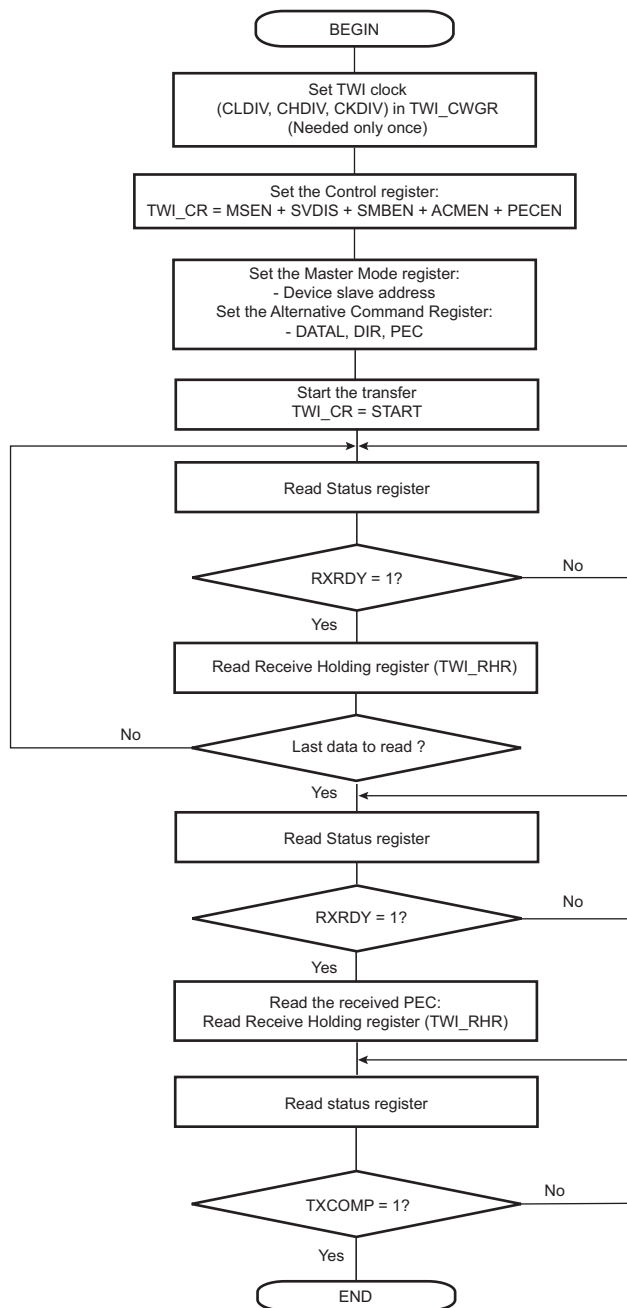 BEGIN
Set TWI clock
(CLDIV, CHDIV, CKDIV) in TWI_CWGR
(Needed only once)
Set the Control register:
TWI_CR = MSEN + SVDIS + SMBEN + ACMEN + PECEN
Set the Master Mode register:
- Device slave address
Set the Alternative Command Register:
- DATAL, DIR, PEC
Start the transfer
TWI_CR = START
Read Status register
RXRDY = 1?
No
Yes
Read Receive Holding register (TWI_RHR)
No
Last data to read ?
Yes
Read Status register
RXRDY = 1?
No
Yes
Read the received PEC:
Read Receive Holding register (TWI_RHR)
Read status register
TXCOMP = 1?
No
Yes
END